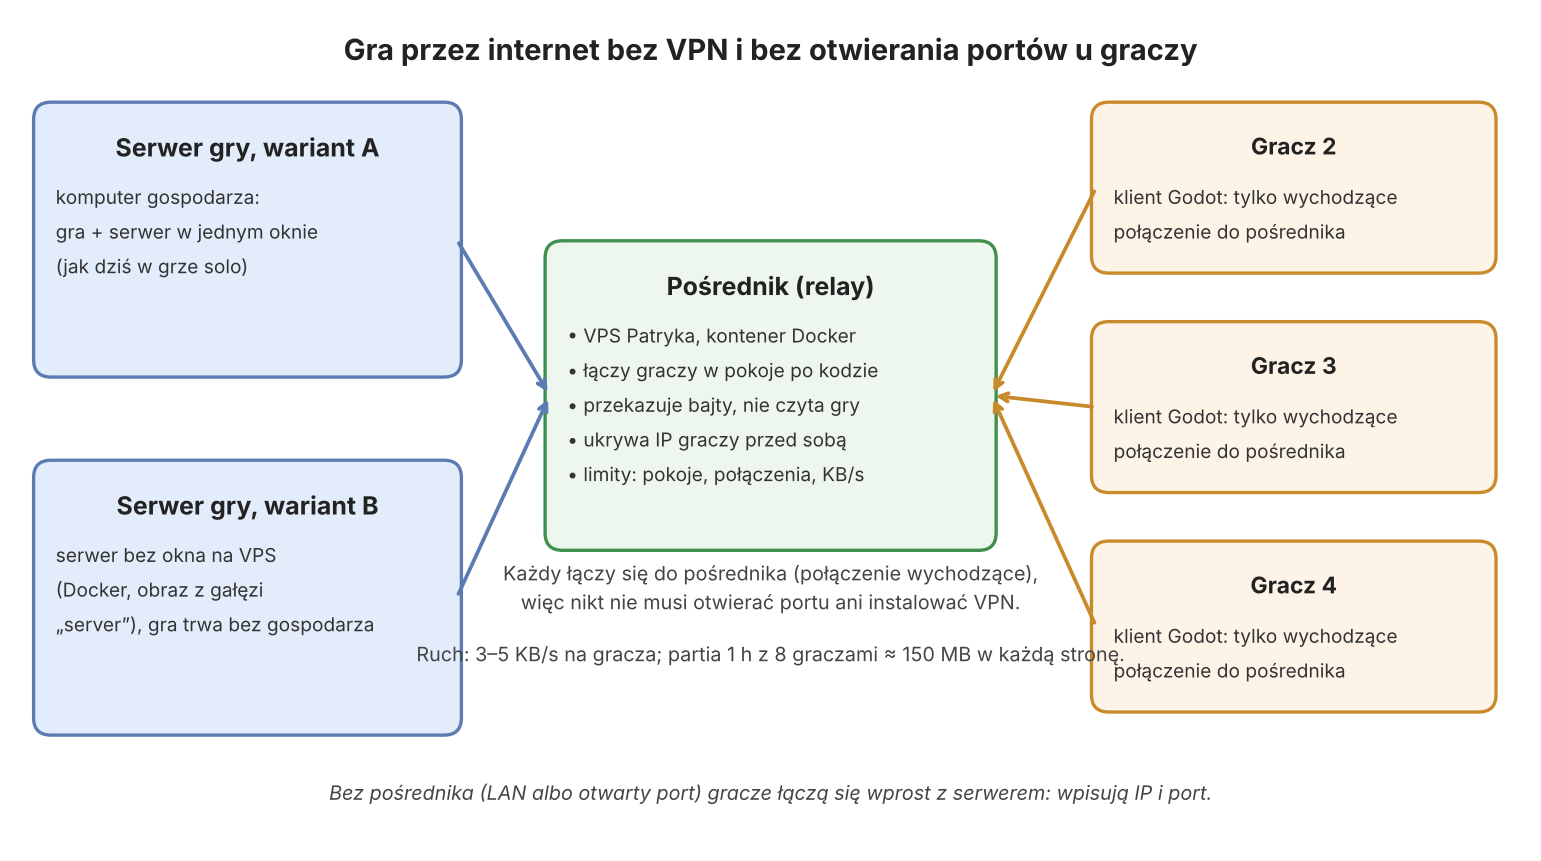 Gra przez internet bez VPN i bez otwierania portów u graczy
Serwer gry, wariant A
komputer gospodarza:
gra + serwer w jednym oknie
(jak dziś w grze solo)
Serwer gry, wariant B
serwer bez okna na VPS
(Docker, obraz z gałęzi
„server”), gra trwa bez gospodarza
Pośrednik (relay)
• VPS Patryka, kontener Docker
• łączy graczy w pokoje po kodzie
• przekazuje bajty, nie czyta gry
• ukrywa IP graczy przed sobą
• limity: pokoje, połączenia, KB/s
Każdy łączy się do pośrednika (połączenie wychodzące),
więc nikt nie musi otwierać portu ani instalować VPN.
Ruch: 3–5 KB/s na gracza; partia 1 h z 8 graczami ≈ 150 MB w każdą stronę.
Gracz 2
klient Godot: tylko wychodzące
połączenie do pośrednika
Gracz 3
klient Godot: tylko wychodzące
połączenie do pośrednika
Gracz 4
klient Godot: tylko wychodzące
połączenie do pośrednika
Bez pośrednika (LAN albo otwarty port) gracze łączą się wprost z serwerem: wpisują IP i port.